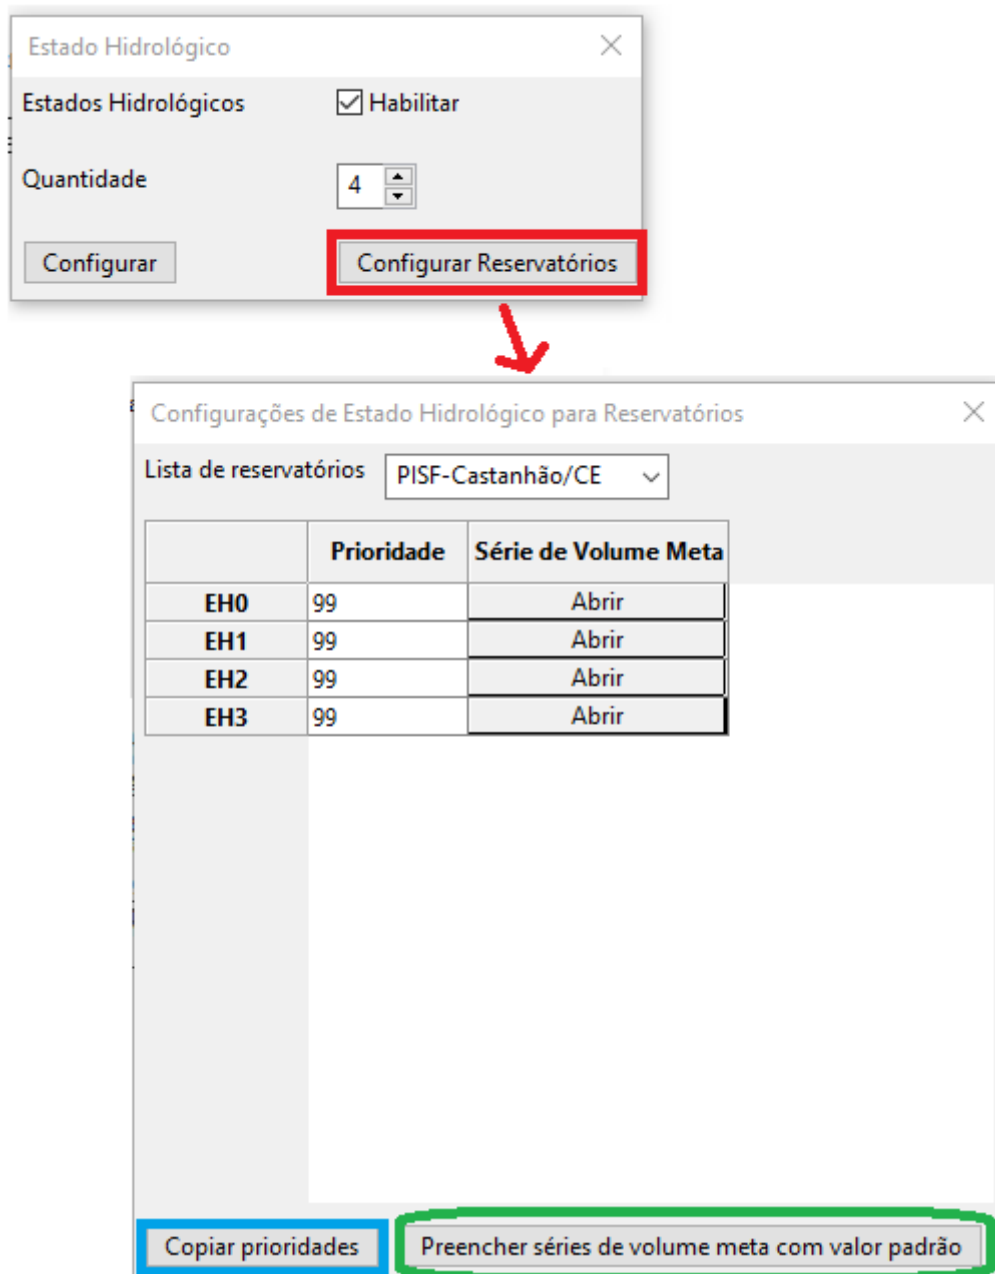 Estado Hidrológico
Estados Hidrológicos Habilitar
Quantidade 4
Configurar Configurar Reservatórios
Configurações de Estado Hidrológico para Reservatórios
Lista de reservatórios PISF-Castanhão/CE
Prioridade Série de Volume Meta
EH0 99 Abrir
EH1 99 Abrir
EH2 99 Abrir
EH3 99 Abrir
Copiar prioridades Preencher séries de volume meta com valor padrão